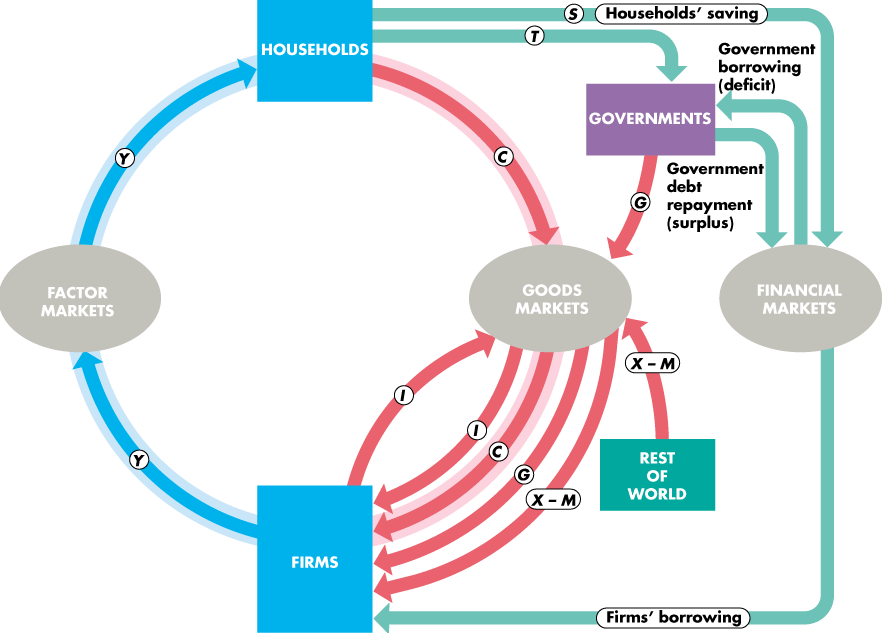 S
Households’ saving
HOUSEHOLDS
T
Government
borrowing
(deficit)
GOVERNMENTS
Y
C
Government
debt
repayment
(surplus)
G
FACTOR
MARKETS
GOODS
MARKETS
FINANCIAL
MARKETS
X – M
I
I
C
G
X – M
Y
REST
OF
WORLD
FIRMS
Firms’ borrowing